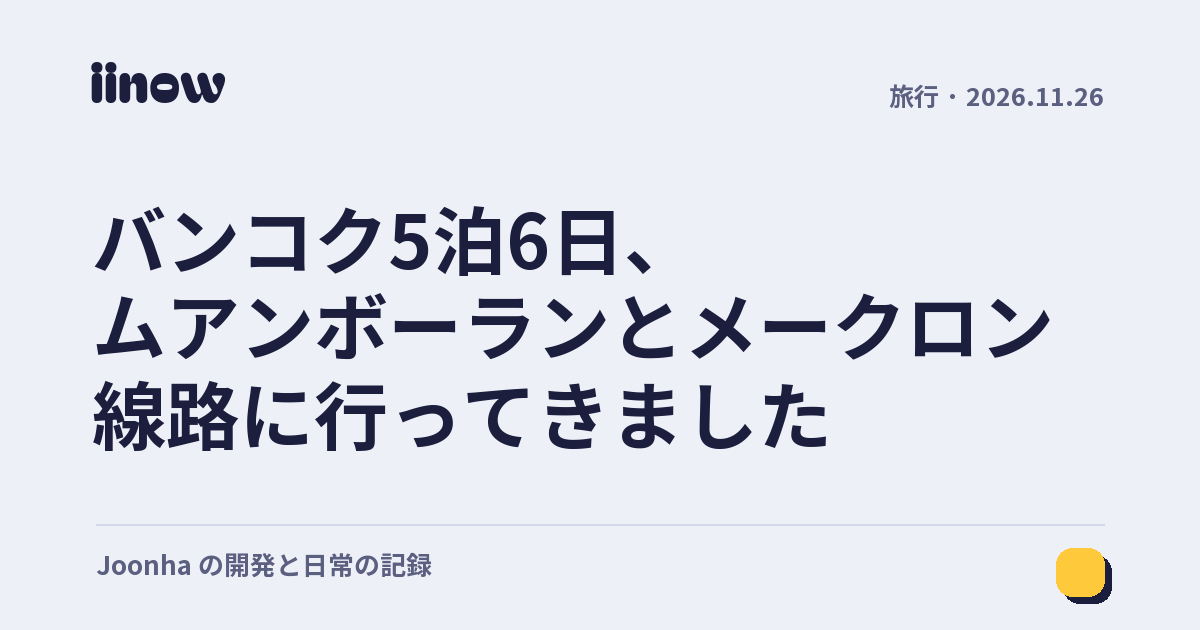 iinow
旅行・2026.11.26
バンコク5泊6日、
ムアンボーランとメークロン
線路に行ってきました
Joonha の開発と日常の記録